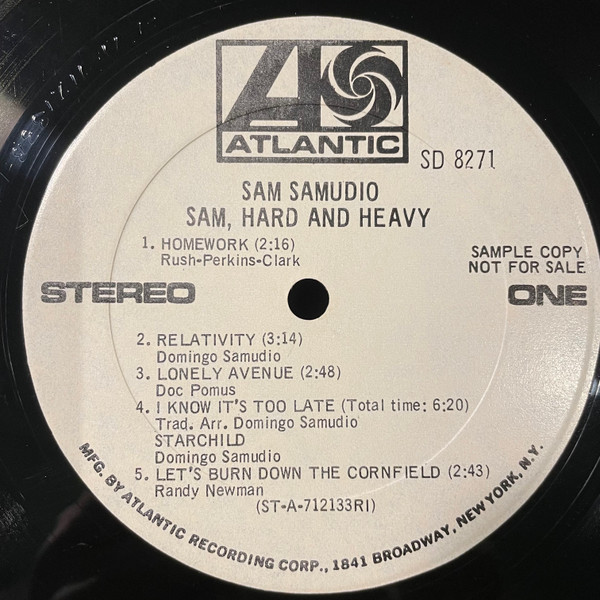 ATLANTIC
SD 8271
SAM SAMUDIO
SAM, HARD AND HEAVY
1. HOMEWORK (2:16)
Rush-Perkins-Clark
SAMPLE COPY
NOT FOR SALE
STEREO
ONE
2. RELATIVITY (3:14)
Domingo Samudio
3. LONELY AVENUE (2:48)
Doc Pomus
4. I KNOW IT'S TOO LATE (Total time: 6:20)
Trad. Arr. Domingo Samudio
STARCHILD
Domingo Samudio
5. LET'S BURN DOWN THE CORNFIELD (2:43)
Randy Newman
(ST-A-712133RI)
MFG. BY ATLANTIC RECORDING CORP., 1841 BROADWAY, NEW YORK, N.Y.